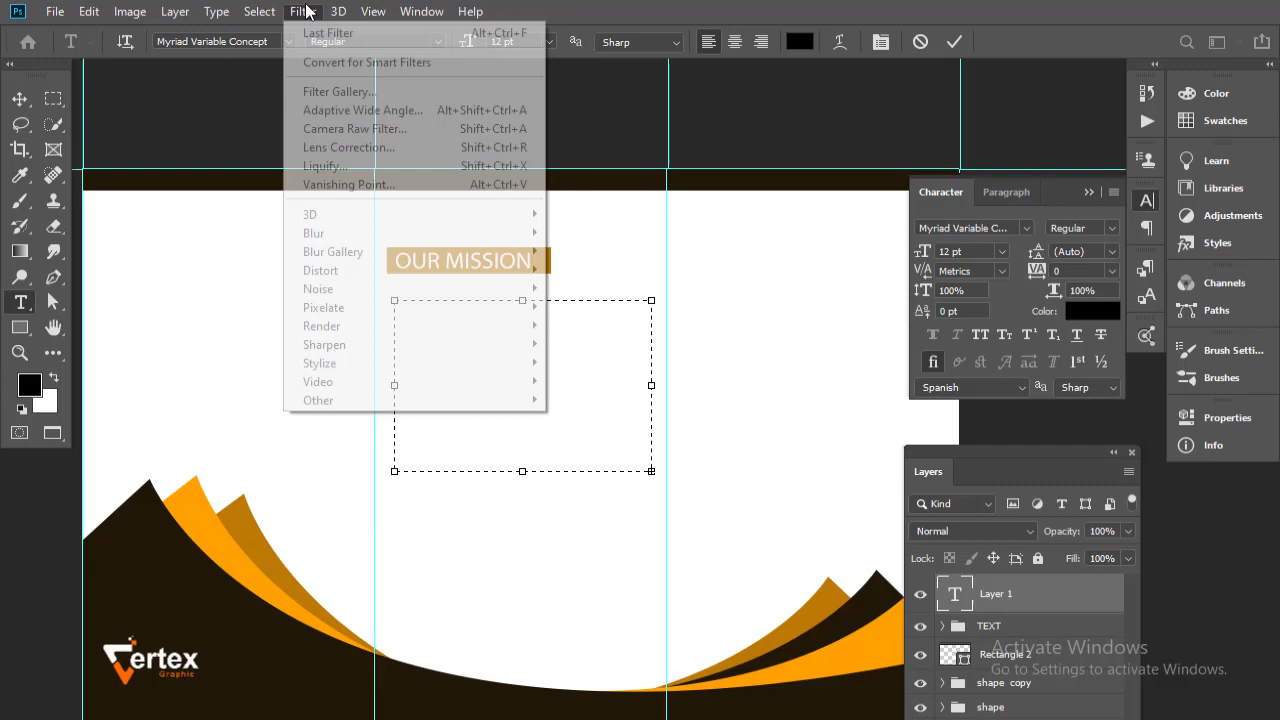 Ps File Edit Image Layer Type Select Filter 3D View Window Help
T Myriad Variable Concept Regular 12 pt aa Sharp
Last Filter Alt+Ctrl+F
Convert for Smart Filters
Filter Gallery...
Adaptive Wide Angle... Alt+Shift+Ctrl+A
Camera Raw Filter... Shift+Ctrl+A
Lens Correction... Shift+Ctrl+R
Liquify... Shift+Ctrl+X
Vanishing Point... Alt+Ctrl+V
3D
Blur
Blur Gallery
Distort
Noise
Pixelate
Render
Sharpen
Stylize
Video
Other
OUR MISSION
Vertex
Graphic
Character Paragraph
Myriad Variable C... Regular
12 pt (Auto)
Metrics 0
100% 100%
0 pt Color:
Spanish aa Sharp
Color
Swatches
Learn
Libraries
Adjustments
Styles
Channels
Paths
Brush Setti...
Brushes
Properties
Info
Layers
Kind
Normal Opacity: 100%
Lock: Fill: 100%
T Layer 1
TEXT
Rectangle 2
shape copy
shape
Activate Windows
Go to Settings to activate Windows.